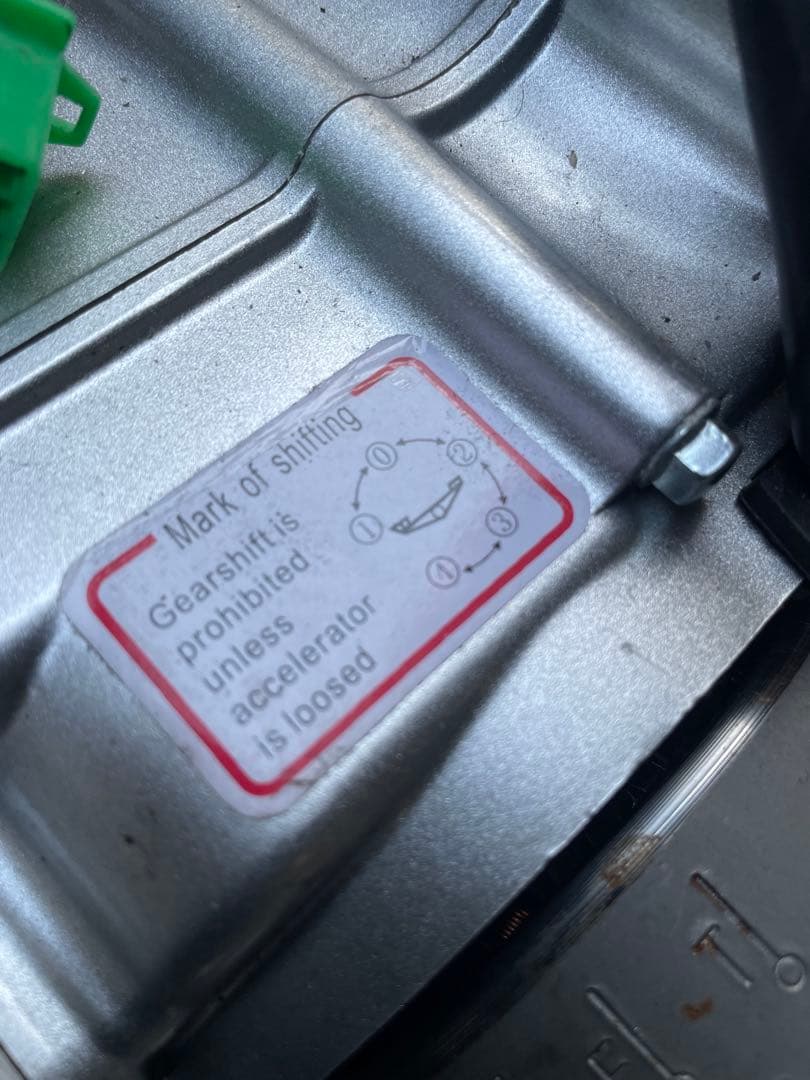 Mark of shifting
Gearshift is
prohibited
unless
accelerator
is loosed
① ⓪ ② ③ ④